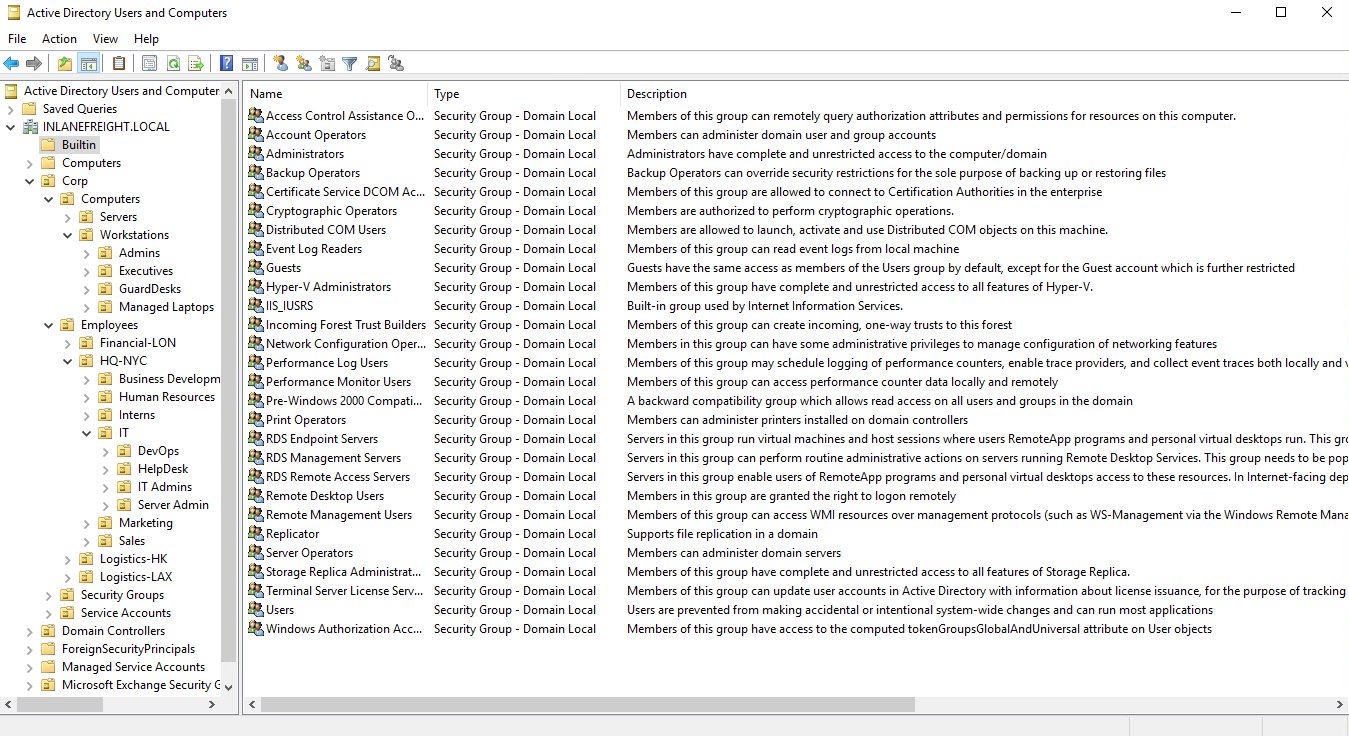 Active Directory Users and Computers
File Action View Help
Active Directory Users and Computer
Saved Queries
INLANEFREIGHT.LOCAL
Builtin
Computers
Corp
Computers
Servers
Workstations
Admins
Executives
GuardDesks
Managed Laptops
Employees
Financial-LON
HQ-NYC
Business Developm
Human Resources
Interns
IT
DevOps
HelpDesk
IT Admins
Server Admin
Marketing
Sales
Logistics-HK
Logistics-LAX
Security Groups
Service Accounts
Domain Controllers
ForeignSecurityPrincipals
Managed Service Accounts
Microsoft Exchange Security G
Name Type Description
Access Control Assistance O... Security Group - Domain Local Members of this group can remotely query authorization attributes and permissions for resources on this computer.
Account Operators Security Group - Domain Local Members can administer domain user and group accounts
Administrators Security Group - Domain Local Administrators have complete and unrestricted access to the computer/domain
Backup Operators Security Group - Domain Local Backup Operators can override security restrictions for the sole purpose of backing up or restoring files
Certificate Service DCOM Ac... Security Group - Domain Local Members of this group are allowed to connect to Certification Authorities in the enterprise
Cryptographic Operators Security Group - Domain Local Members are authorized to perform cryptographic operations.
Distributed COM Users Security Group - Domain Local Members are allowed to launch, activate and use Distributed COM objects on this machine.
Event Log Readers Security Group - Domain Local Members of this group can read event logs from local machine
Guests Security Group - Domain Local Guests have the same access as members of the Users group by default, except for the Guest account which is further restricted
Hyper-V Administrators Security Group - Domain Local Members of this group have complete and unrestricted access to all features of Hyper-V.
IIS_IUSRS Security Group - Domain Local Built-in group used by Internet Information Services.
Incoming Forest Trust Builders Security Group - Domain Local Members of this group can create incoming, one-way trusts to this forest
Network Configuration Oper... Security Group - Domain Local Members in this group can have some administrative privileges to manage configuration of networking features
Performance Log Users Security Group - Domain Local Members of this group may schedule logging of performance counters, enable trace providers, and collect event traces both locally and v
Performance Monitor Users Security Group - Domain Local Members of this group can access performance counter data locally and remotely
Pre-Windows 2000 Compati... Security Group - Domain Local A backward compatibility group which allows read access on all users and groups in the domain
Print Operators Security Group - Domain Local Members can administer printers installed on domain controllers
RDS Endpoint Servers Security Group - Domain Local Servers in this group run virtual machines and host sessions where users RemoteApp programs and personal virtual desktops run. This gro
RDS Management Servers Security Group - Domain Local Servers in this group can perform routine administrative actions on servers running Remote Desktop Services. This group needs to be pop
RDS Remote Access Servers Security Group - Domain Local Servers in this group enable users of RemoteApp programs and personal virtual desktops access to these resources. In Internet-facing dep
Remote Desktop Users Security Group - Domain Local Members in this group are granted the right to logon remotely
Remote Management Users Security Group - Domain Local Members of this group can access WMI resources over management protocols (such as WS-Management via the Windows Remote Mana
Replicator Security Group - Domain Local Supports file replication in a domain
Server Operators Security Group - Domain Local Members can administer domain servers
Storage Replica Administrat... Security Group - Domain Local Members of this group have complete and unrestricted access to all features of Storage Replica.
Terminal Server License Serv... Security Group - Domain Local Members of this group can update user accounts in Active Directory with information about license issuance, for the purpose of tracking
Users Security Group - Domain Local Users are prevented from making accidental or intentional system-wide changes and can run most applications
Windows Authorization Acc... Security Group - Domain Local Members of this group have access to the computed tokenGroupsGlobalAndUniversal attribute on User objects